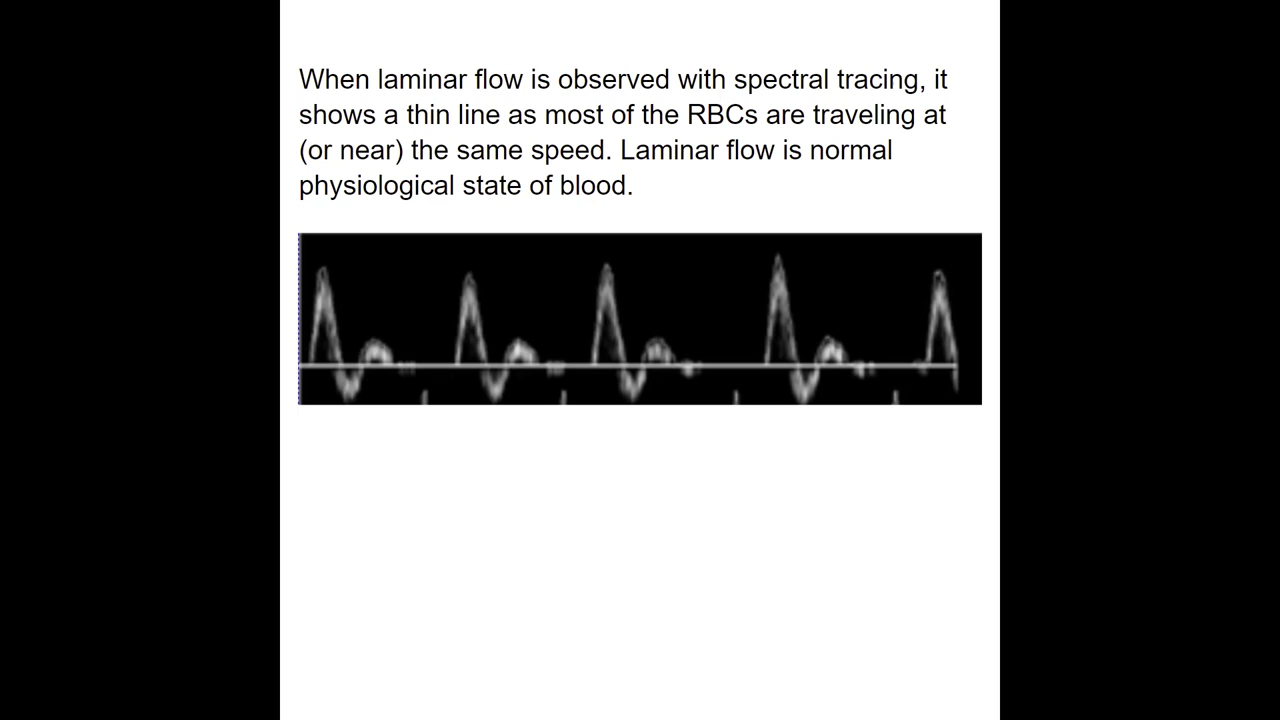 When laminar flow is observed with spectral tracing, it
shows a thin line as most of the RBCs are traveling at
(or near) the same speed. Laminar flow is normal
physiological state of blood.